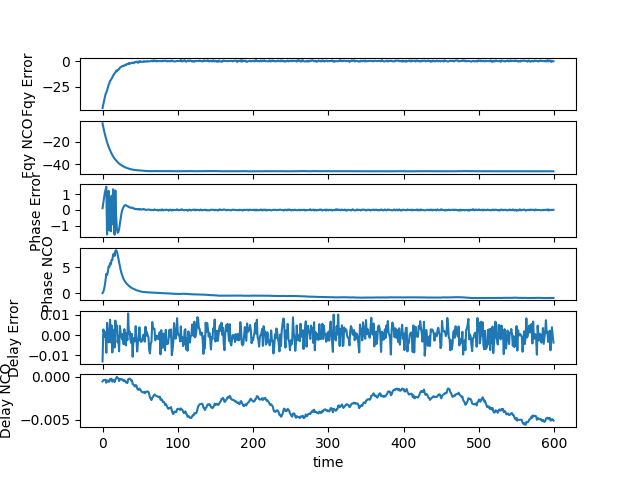 Fqy Error
0
−25
Fqy NCO
−20
−40
Phase Error
1
0
−1
Phase NCO
5
0
Delay Error
0.01
0.00
−0.01
Delay NCO
0.000
−0.005
0 100 200 300 400 500 600
time